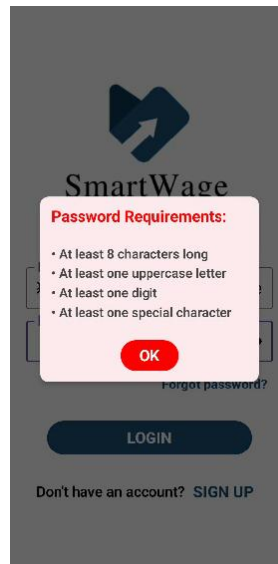 SmartWage
Password Requirements:
• At least 8 characters long
• At least one uppercase letter
• At least one digit
• At least one special character
OK
Forgot password?
LOGIN
Don't have an account? SIGN UP